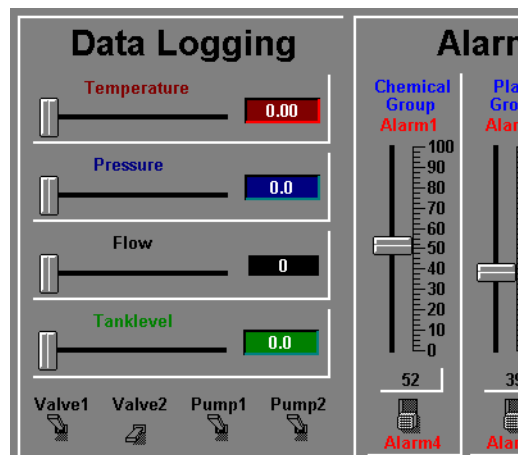 Data Logging
Temperature
0.00
Pressure
0.0
Flow
0
Tanklevel
0.0
Valve1 Valve2 Pump1 Pump2
Chemical
Group
Alarm1
100
90
80
70
60
50
40
30
20
10
0
52
Alarm4